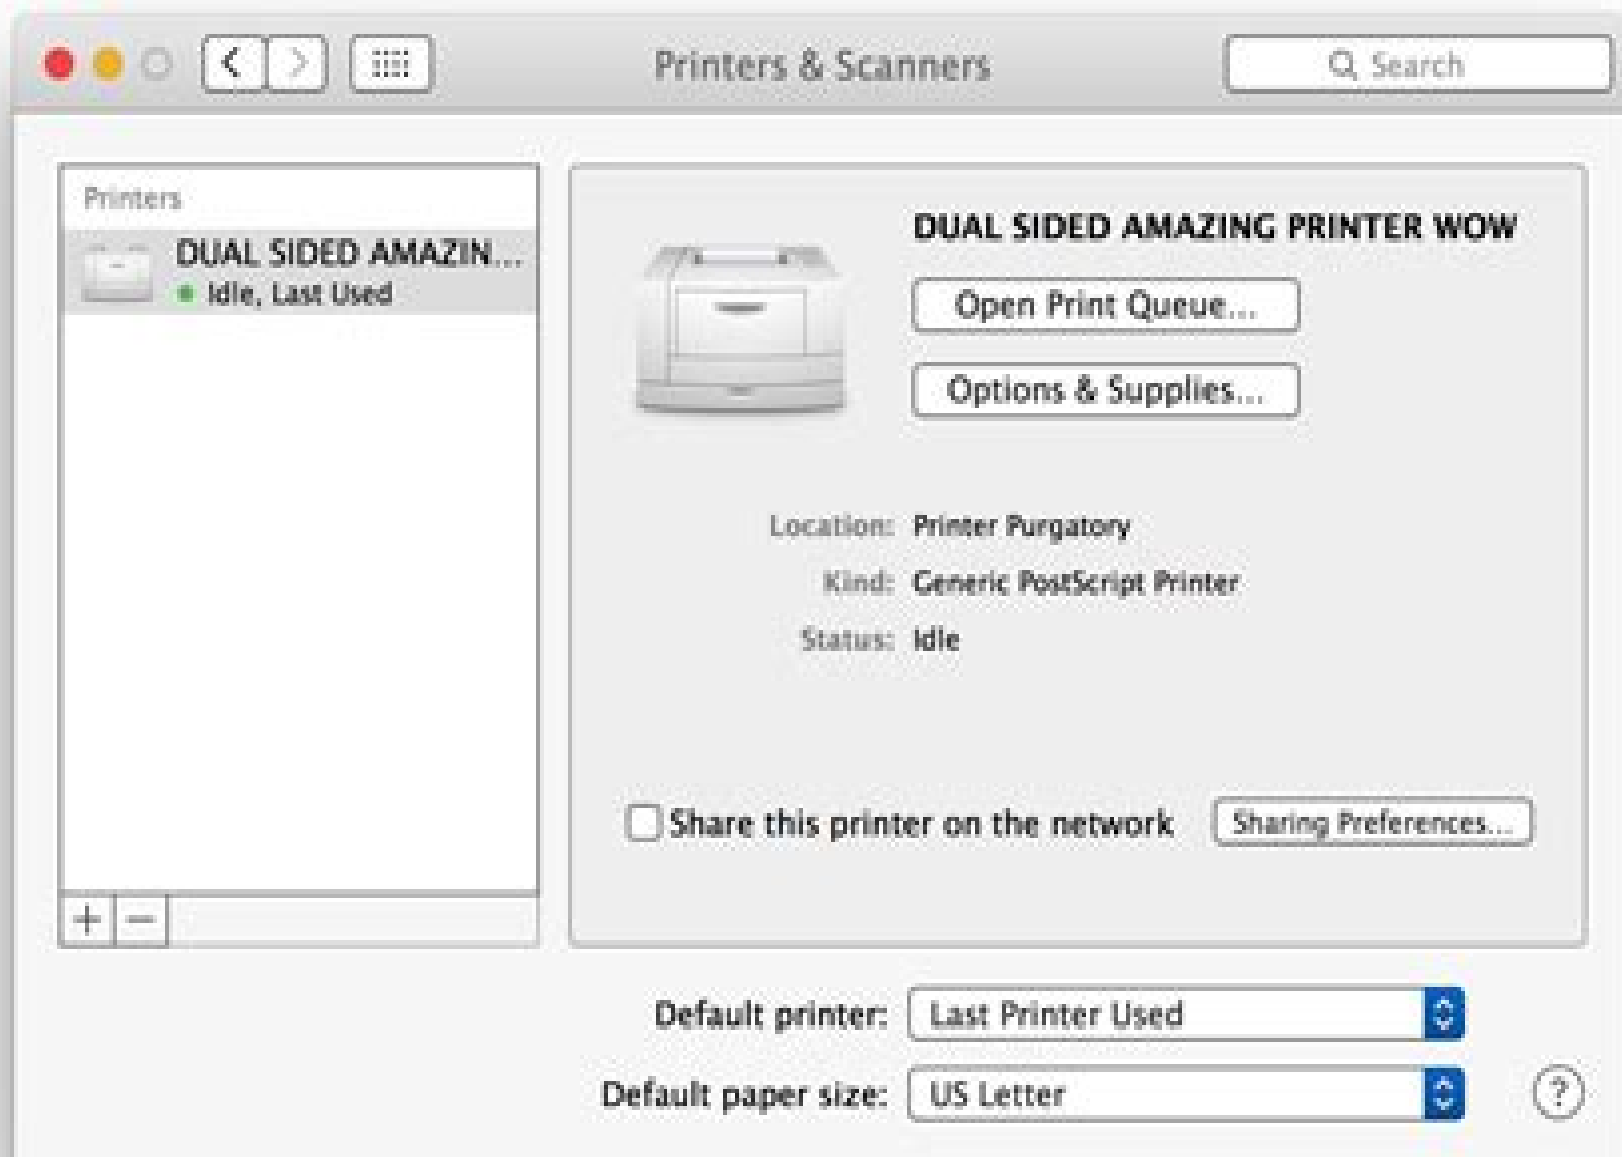 Printers & Scanners
Search
Printers
DUAL SIDED AMAZIN...
Idle, Last Used
DUAL SIDED AMAZING PRINTER WOW
Open Print Queue...
Options & Supplies...
Location: Printer Purgatory
Kind: Generic PostScript Printer
Status: Idle
Share this printer on the network
Sharing Preferences...
+ −
Default printer: Last Printer Used
Default paper size: US Letter
?